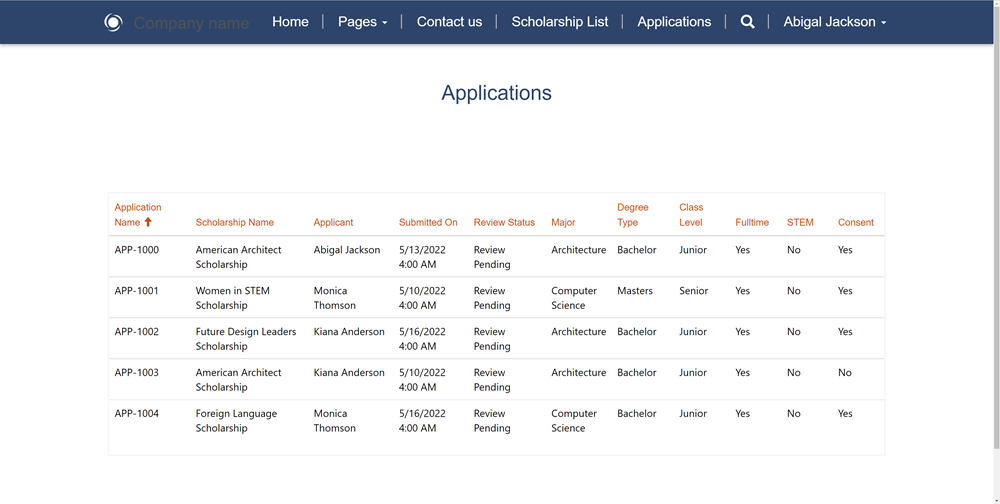 Company name Home Pages Contact us Scholarship List Applications Abigal Jackson
Applications
Application Name Scholarship Name Applicant Submitted On Review Status Major Degree Type Class Level Fulltime STEM Consent
APP-1000 American Architect Scholarship Abigal Jackson 5/13/2022 4:00 AM Review Pending Architecture Bachelor Junior Yes No Yes
APP-1001 Women in STEM Scholarship Monica Thomson 5/10/2022 4:00 AM Review Pending Computer Science Masters Senior Yes No Yes
APP-1002 Future Design Leaders Scholarship Kiana Anderson 5/16/2022 4:00 AM Review Pending Architecture Bachelor Junior Yes No Yes
APP-1003 American Architect Scholarship Kiana Anderson 5/10/2022 4:00 AM Review Pending Architecture Bachelor Junior Yes No No
APP-1004 Foreign Language Scholarship Monica Thomson 5/16/2022 4:00 AM Review Pending Computer Science Bachelor Junior Yes No Yes